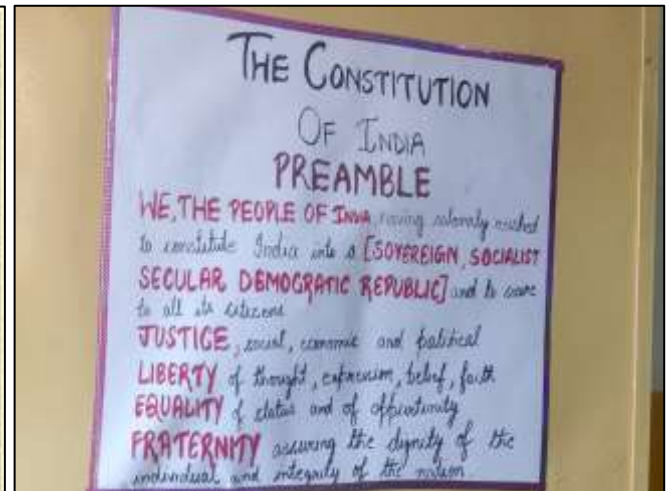 THE CONSTITUTION
OF INDIA
PREAMBLE
WE, THE PEOPLE OF INDIA, having solemnly resolved
to constitute India into a [SOVEREIGN, SOCIALIST
SECULAR DEMOGRATIC REPUBLIC] and to secure
to all its citizens
JUSTICE, social, economic and political
LIBERTY of thought, expression, belief, faith
EQUALITY of status and of opportunity
FRATERNITY assuring the dignity of the
individual and integrity of the nation